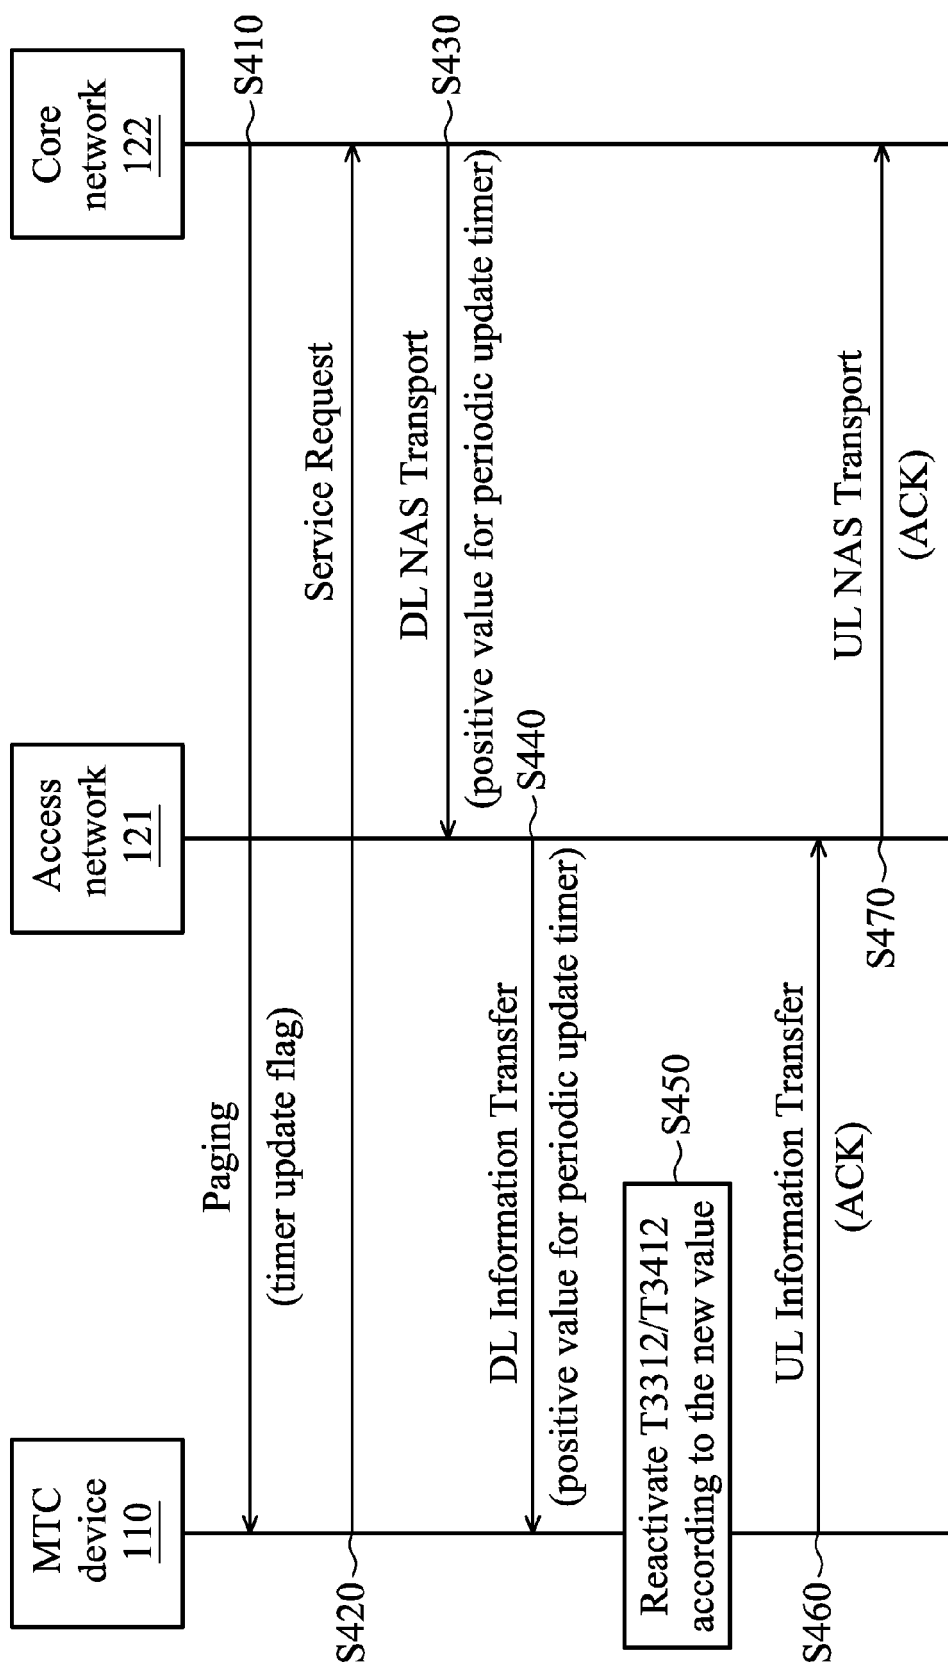 MTC
device
110
Access
network
121
Core
network
122
Paging
(timer update flag)
S410
Service Request
S420
DL NAS Transport
(positive value for periodic update timer)
S430
DL Information Transfer
(positive value for periodic update timer)
S440
Reactivate T3312/T3412
according to the new value
S450
UL Information Transfer
(ACK)
S460
UL NAS Transport
(ACK)
S470